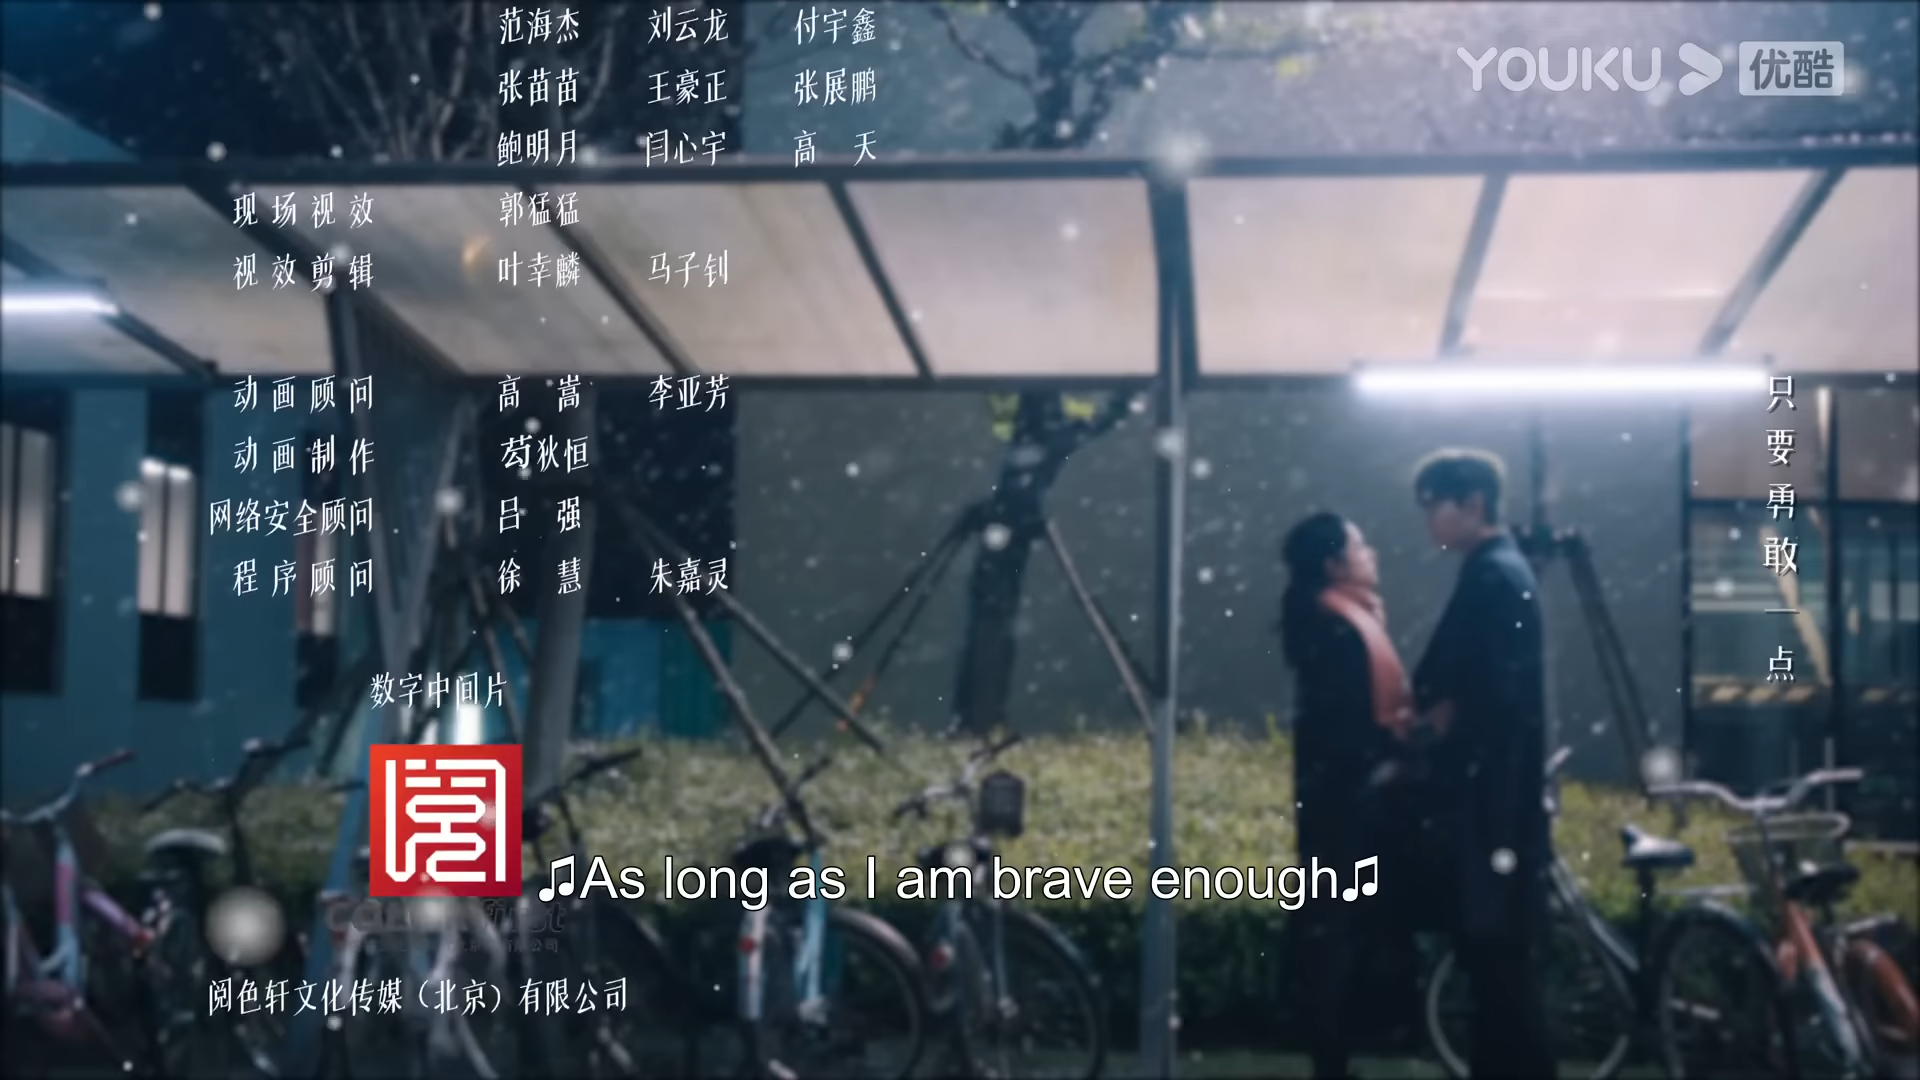 范海杰 刘云龙 付宇鑫
YOUKU 优酷
张苗苗 王豪正 张展鹏
鲍明月 闫心宇 高 天
现场视效 郭猛猛
视效剪辑 叶幸麟 马子钊
动画顾问 高 嵩 李亚芳
动画制作 苟狄恒
网络安全顾问 吕 强
程序顾问 徐 慧 朱嘉灵
只要勇敢一点
数字中间片
阅
♫As long as I am brave enough♫
阅色轩文化传媒（北京）有限公司